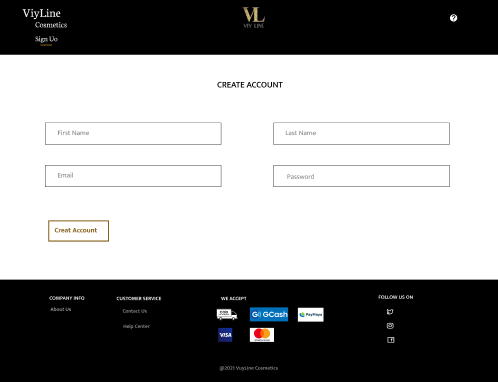 ViyLine
Cosmetics
Sign Uo
VL
VIY LINE
?
CREATE ACCOUNT
First Name
Last Name
Email
Password
Creat Account
COMPANY INFO
CUSTOMER SERVICE
WE ACCEPT
FOLLOW US ON
About Us
Contact Us
Help Center
GCash
PayMaya
VISA
@2021 VuyLine Cosmetics